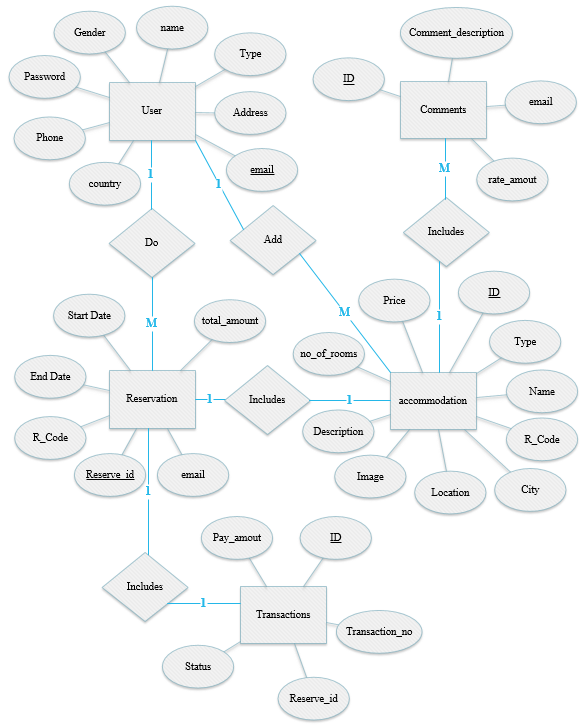 Gender
name
Type
Password
User
Address
Phone
country
email
1
1
Do
Add
M
M
Comment_description
ID
Comments
email
rate_amout
M
Includes
1
Start Date
total_amount
End Date
Reservation
R_Code
Reserve_id
email
1
Includes
1
1
Price
ID
no_of_rooms
Type
accommodation
Name
Description
R_Code
Image
Location
City
Includes
1
Pay_amout
ID
Transactions
Transaction_no
Status
Reserve_id